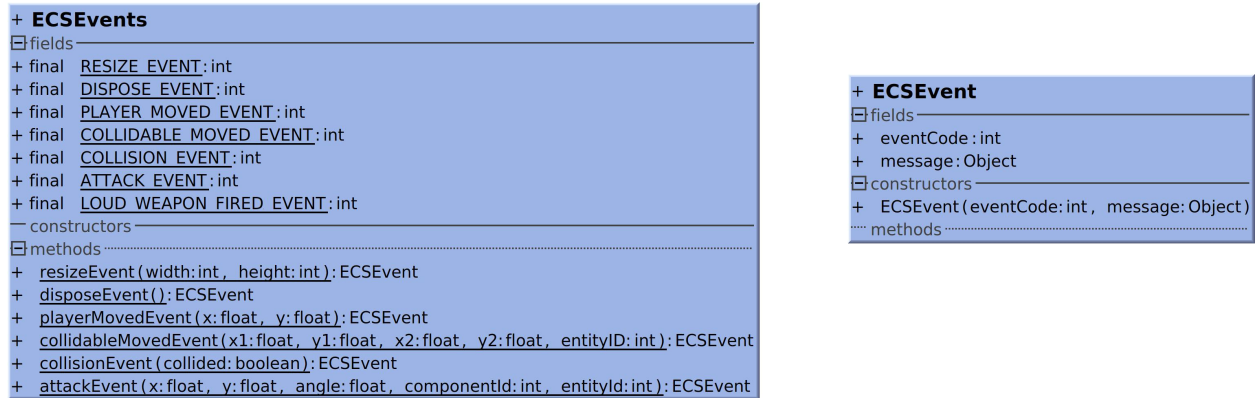 + ECSEvents
fields
+ final RESIZE_EVENT: int
+ final DISPOSE_EVENT: int
+ final PLAYER_MOVED_EVENT: int
+ final COLLIDABLE_MOVED_EVENT: int
+ final COLLISION_EVENT: int
+ final ATTACK_EVENT: int
+ final LOUD_WEAPON_FIRED_EVENT: int
constructors
methods
+ resizeEvent(width: int, height: int): ECSEvent
+ disposeEvent(): ECSEvent
+ playerMovedEvent(x: float, y: float): ECSEvent
+ collidableMovedEvent(x1: float, y1: float, x2: float, y2: float, entityID: int): ECSEvent
+ collisionEvent(collided: boolean): ECSEvent
+ attackEvent(x: float, y: float, angle: float, componentId: int, entityId: int): ECSEvent
+ ECSEvent
fields
+ eventCode: int
+ message: Object
constructors
+ ECSEvent(eventCode: int, message: Object)
methods